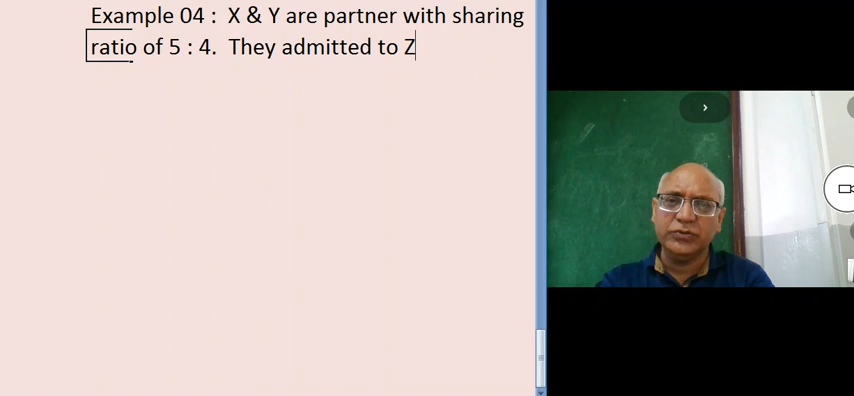 Example 04 : X & Y are partner with sharing
ratio of 5 : 4. They admitted to Z